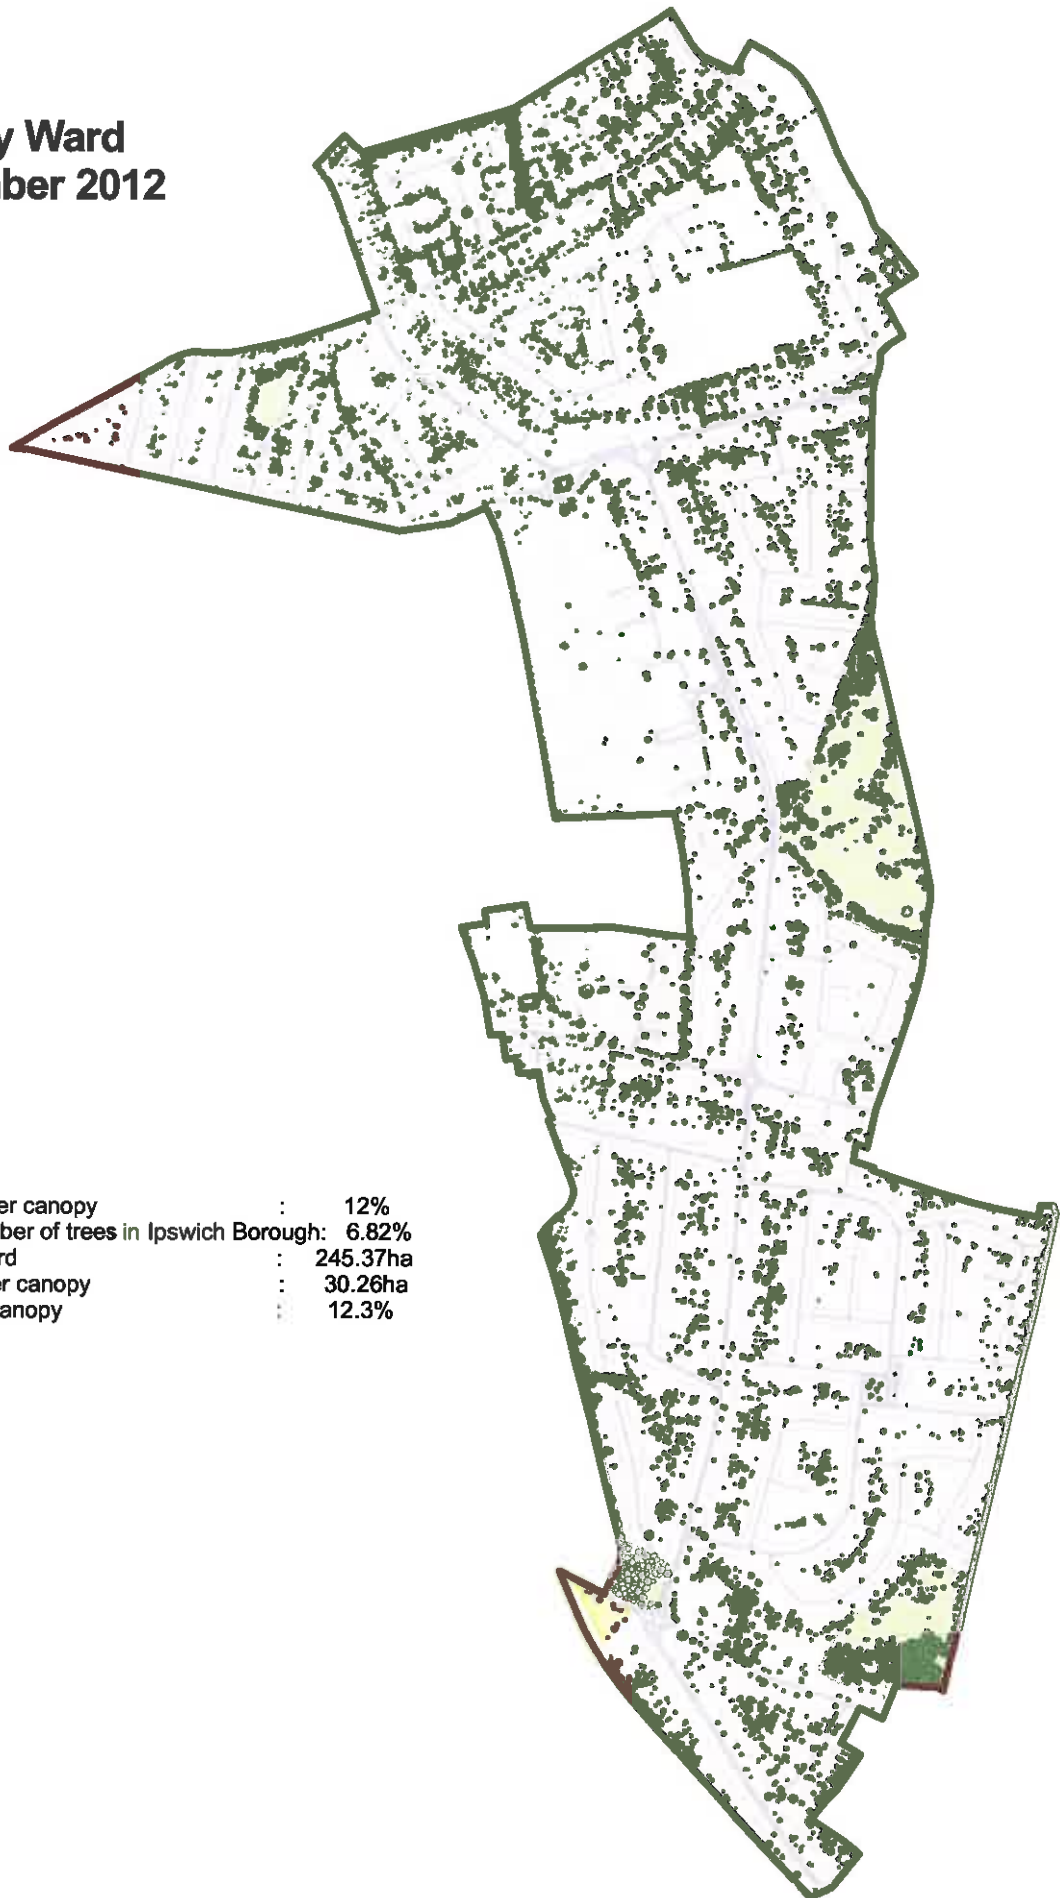 y Ward
ber 2012
er canopy : 12%
ber of trees in Ipswich Borough: 6.82%
rd : 245.37ha
er canopy : 30.26ha
anopy : 12.3%